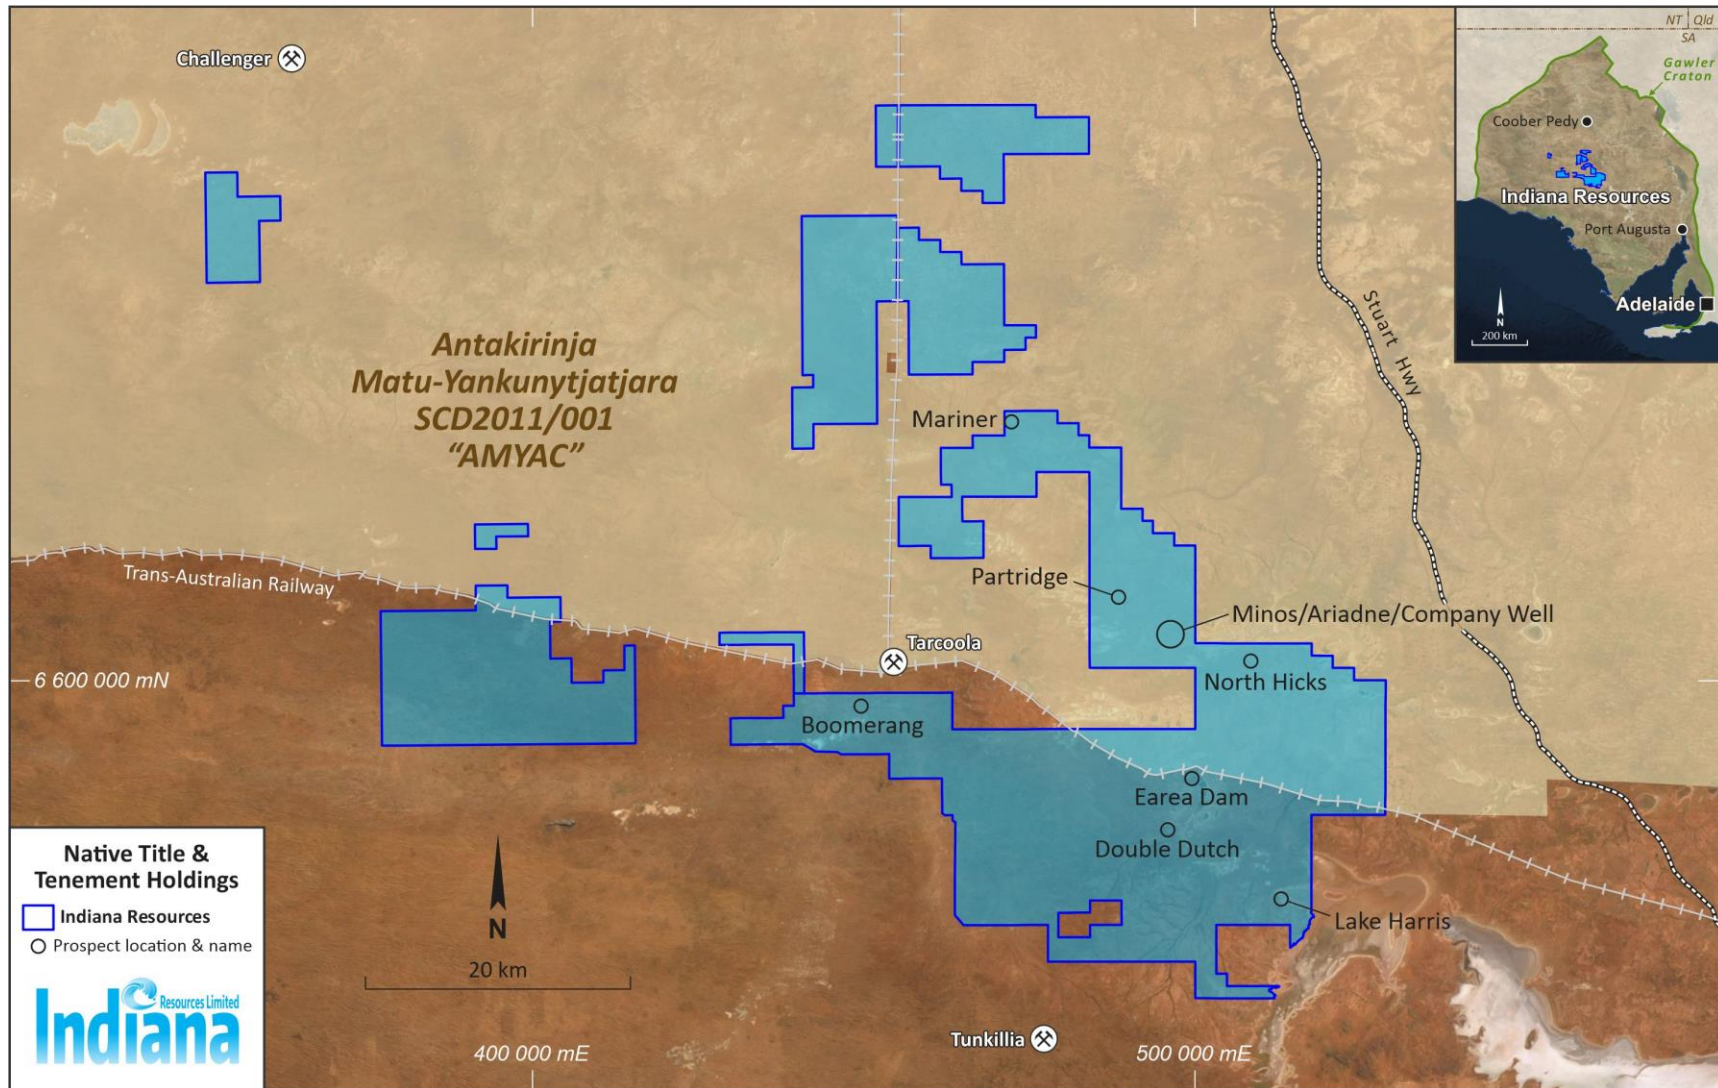 Challenger
NT
Qld
SA
Gawler
Craton
Coober Pedy
Indiana Resources
Port Augusta
Adelaide
N
200 km
Stuart Hwy
Antakirinja
Matu-Yankunytjatjara
SCD2011/001
“AMYAC”
Mariner
Trans-Australian Railway
Partridge
Minos/Ariadne/Company Well
Tarcoola
North Hicks
6 600 000 mN
Boomerang
Earea Dam
Double Dutch
Lake Harris
Native Title &
Tenement Holdings
Indiana Resources
Prospect location & name
Resources Limited
Indiana
N
20 km
Tunkillia
400 000 mE
500 000 mE